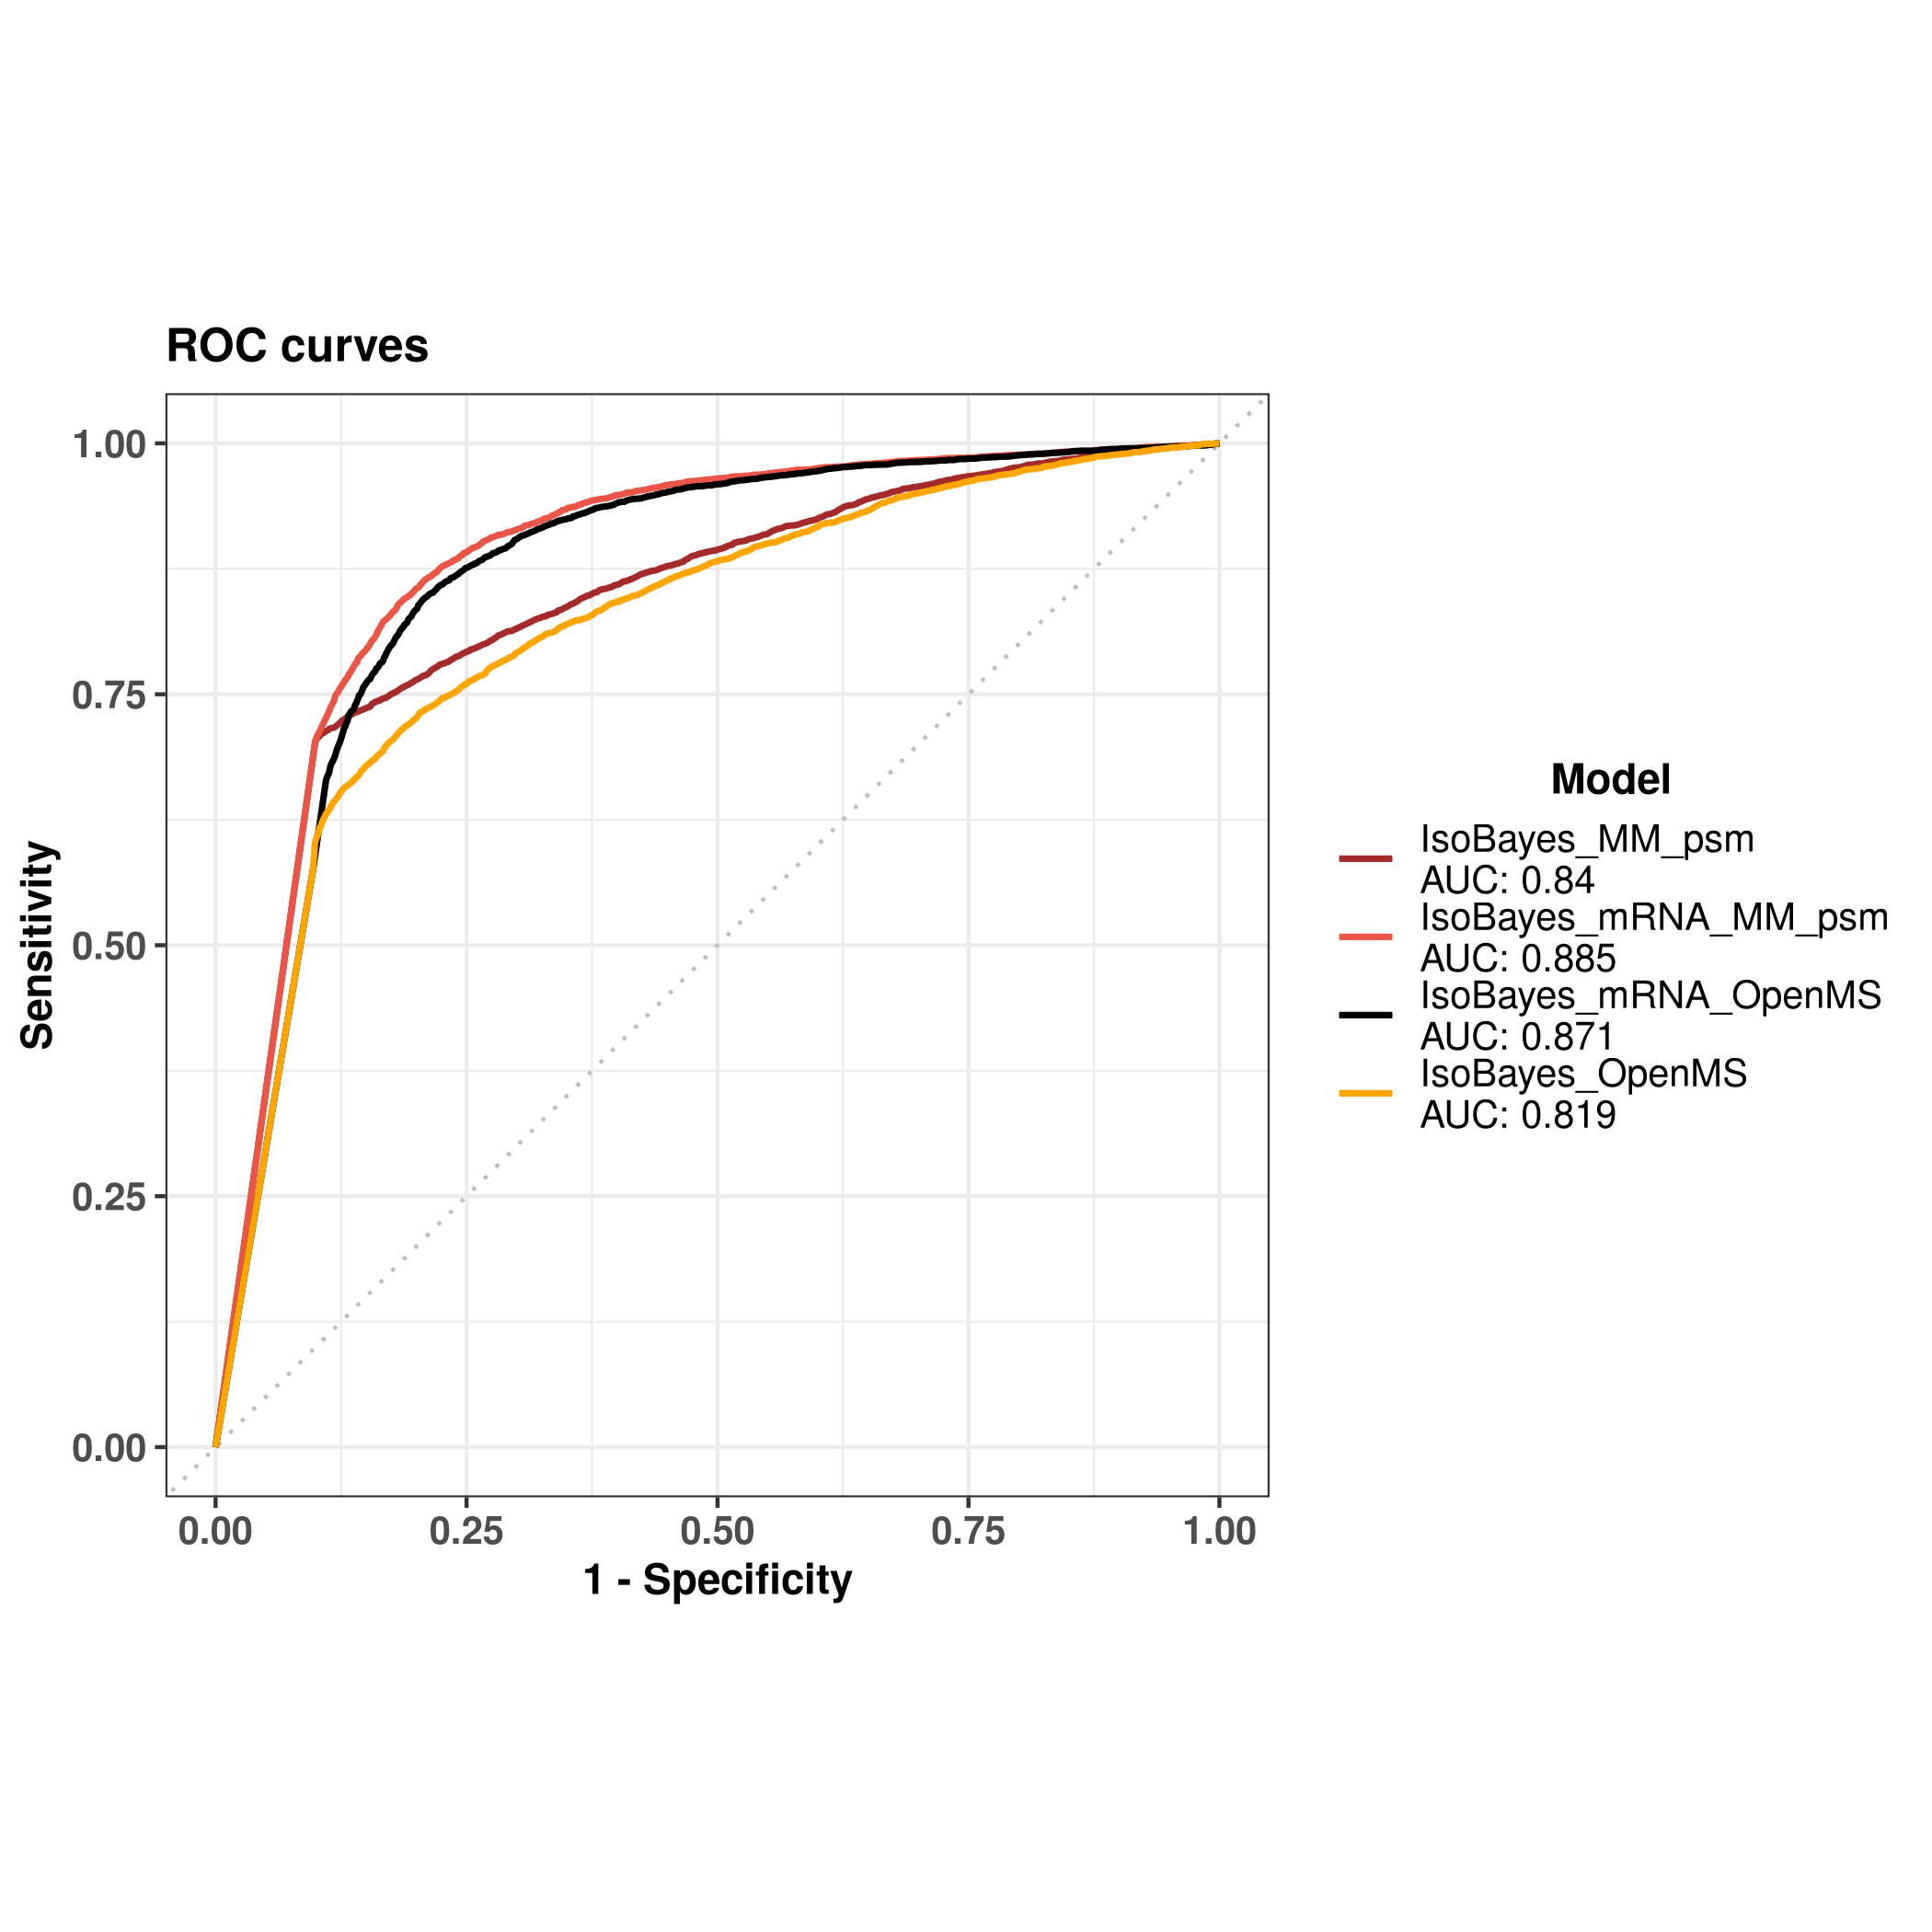 ROC curves
1.00
0.75
0.50
0.25
0.00
Sensitivity
0.00 0.25 0.50 0.75 1.00
1 - Specificity
Model
IsoBayes_MM_psm
AUC: 0.84
IsoBayes_mRNA_MM_psm
AUC: 0.885
IsoBayes_mRNA_OpenMS
AUC: 0.871
IsoBayes_OpenMS
AUC: 0.819